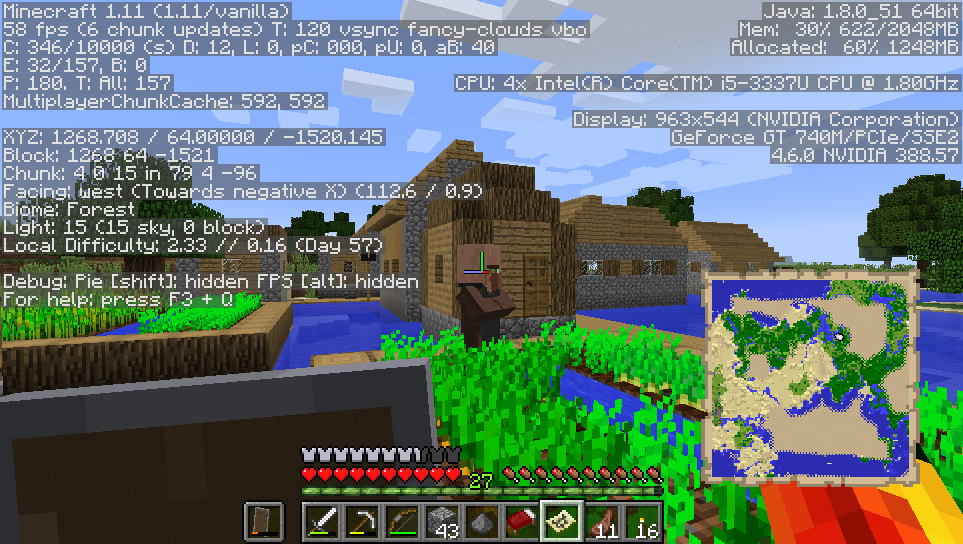 Minecraft 1.11 (1.11/vanilla)
58 fps (6 chunk updates) T: 120 vsync fancy-clouds vbo
C: 346/10000 (s) D: 12, L: 0, pC: 000, pU: 0, aB: 40
E: 32/157, B: 0
P: 180. T: All: 157
MultiplayerChunkCache: 592, 592
XYZ: 1268.708 / 64.00000 / -1520.145
Block: 1268 64 -1521
Chunk: 4 0 15 in 79 4 -96
Facing: west (Towards negative X) (112.6 / 0.9)
Biome: Forest
Light: 15 (15 sky, 0 block)
Local Difficulty: 2.33 // 0.16 (Day 57)
Debug: Pie [shift]: hidden FPS [alt]: hidden
For help: press F3 + Q
Java: 1.8.0_51 64bit
Mem: 30% 622/2048MB
Allocated: 60% 1248MB
CPU: 4x Intel(R) Core(TM) i5-3337U CPU @ 1.80GHz
Display: 963x544 (NVIDIA Corporation)
GeForce GT 740M/PCIe/SSE2
4.6.0 NVIDIA 388.57
27
43
11
16